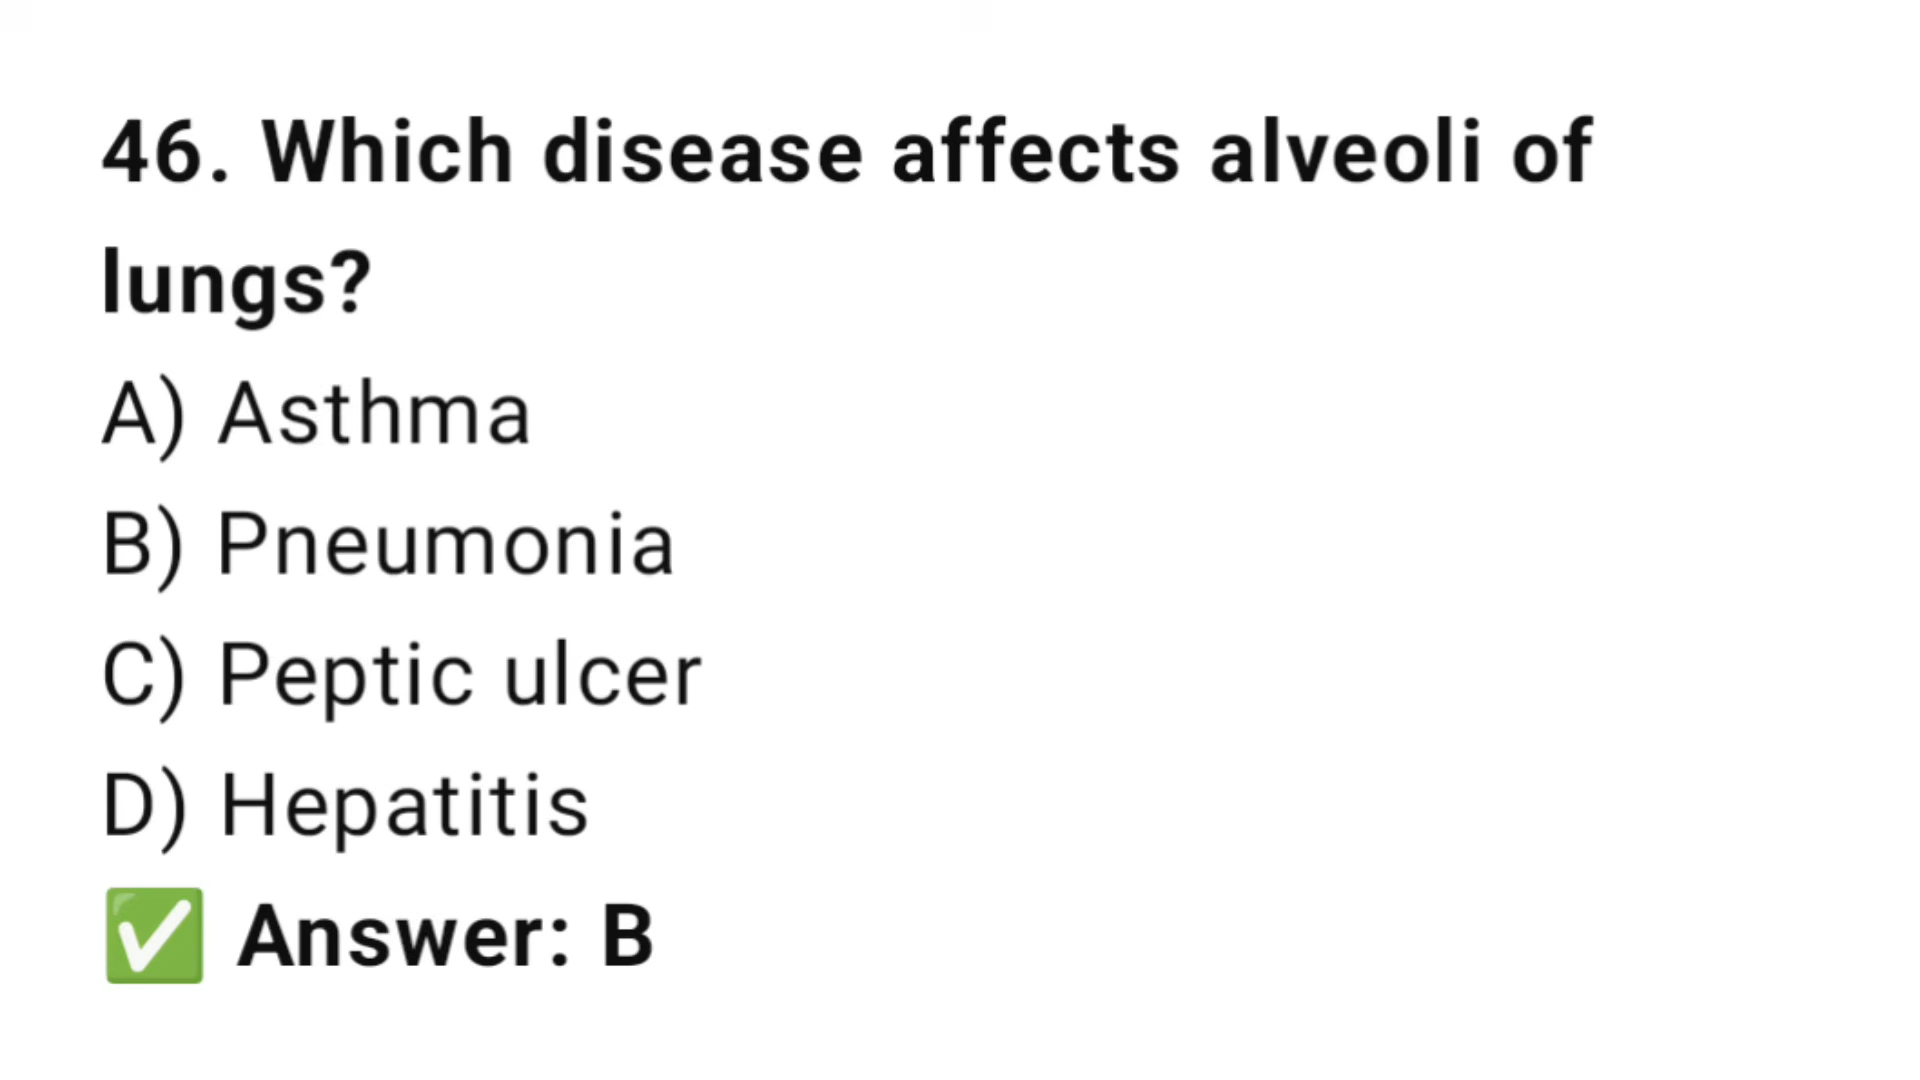 46. Which disease affects alveoli of
lungs?
A) Asthma
B) Pneumonia
C) Peptic ulcer
D) Hepatitis
✅ Answer: B